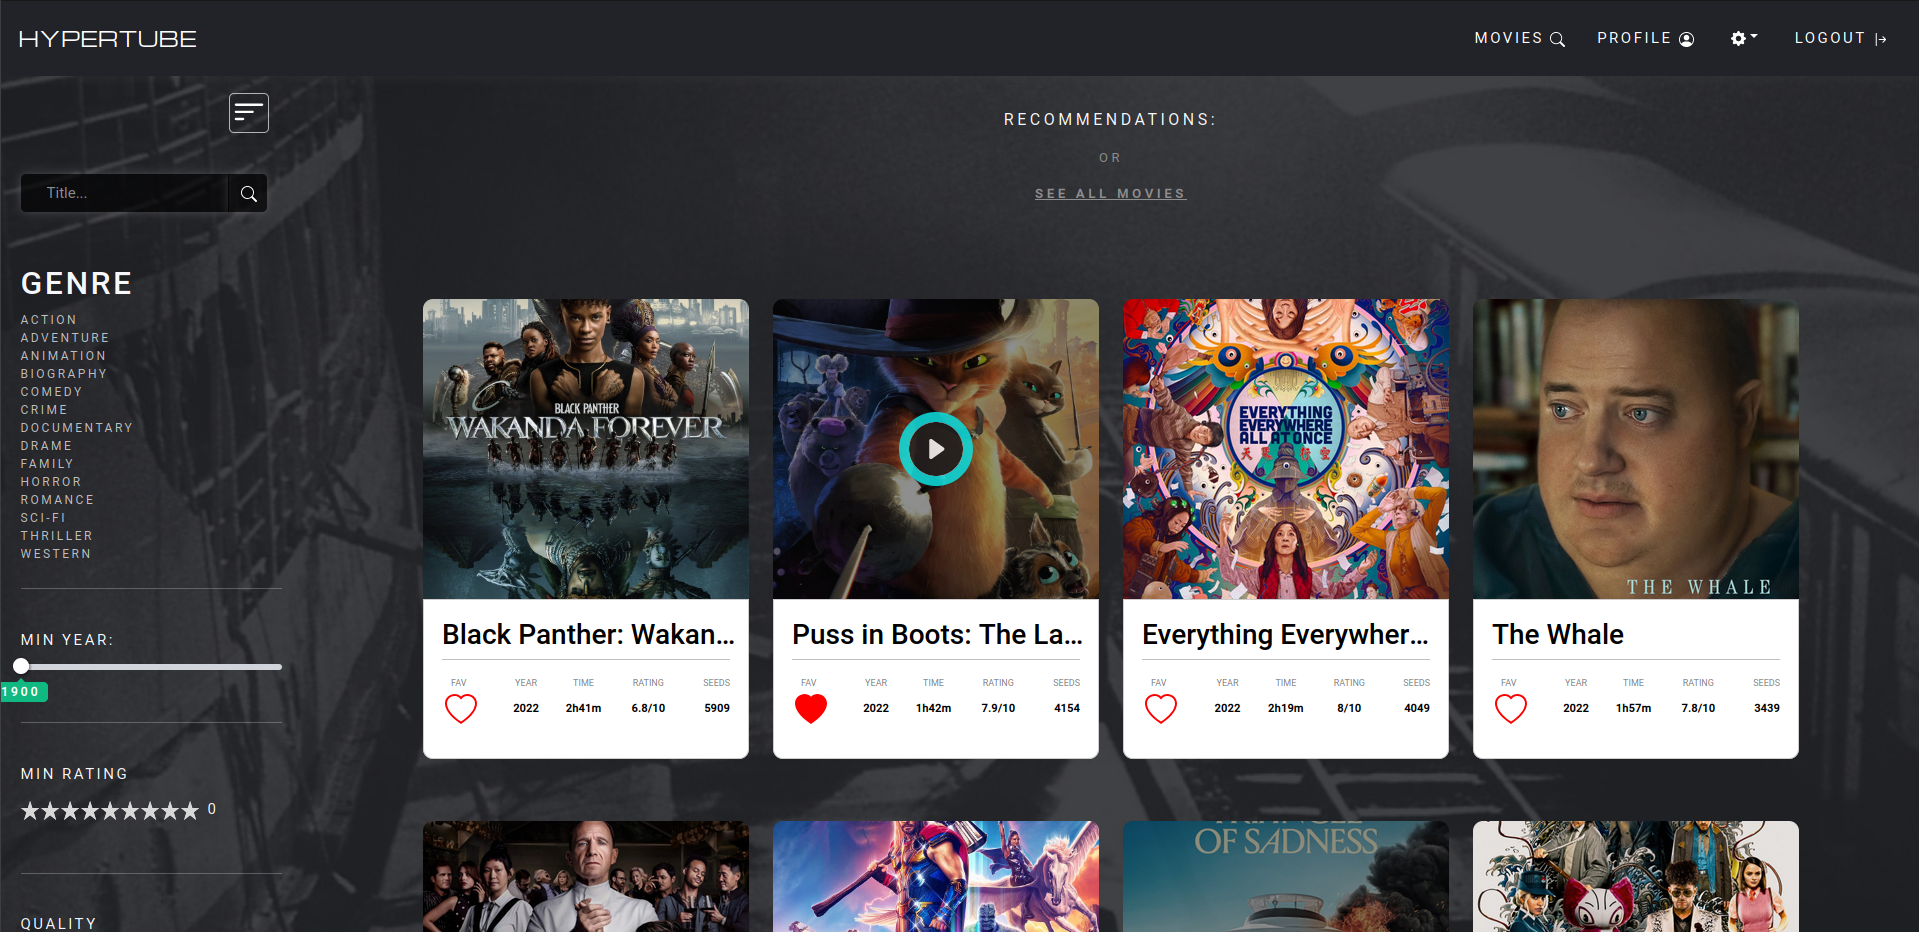 HYPERTUBE
MOVIES
PROFILE
LOGOUT
RECOMMENDATIONS:
OR
SEE ALL MOVIES
Title...
GENRE
ACTION
ADVENTURE
ANIMATION
BIOGRAPHY
COMEDY
CRIME
DOCUMENTARY
DRAME
FAMILY
HORROR
ROMANCE
SCI-FI
THRILLER
WESTERN
MIN YEAR:
1900
MIN RATING
0
QUALITY
BLACK PANTHER
WAKANDA FOREVER
Black Panther: Wakan...
FAV YEAR TIME RATING SEEDS
2022 2h41m 6.8/10 5909
Puss in Boots: The La...
FAV YEAR TIME RATING SEEDS
2022 1h42m 7.9/10 4154
EVERYTHING
EVERYWHERE
ALL AT ONCE
Everything Everywher...
FAV YEAR TIME RATING SEEDS
2022 2h19m 8/10 4049
THE WHALE
The Whale
FAV YEAR TIME RATING SEEDS
2022 1h57m 7.8/10 3439
OF SADNESS